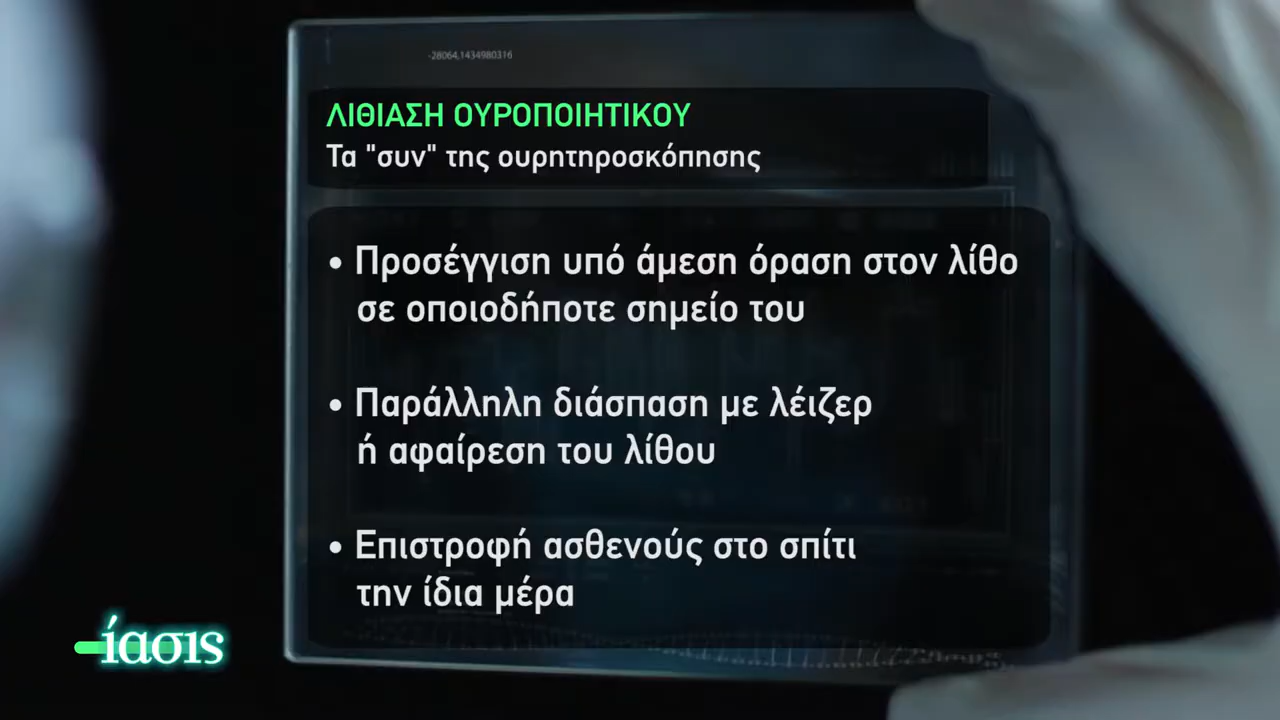 -28064,1434980316
ΛΙΘΙΑΣΗ ΟΥΡΟΠΟΙΗΤΙΚΟΥ
Τα "συν" της ουρητηροσκόπησης
• Προσέγγιση υπό άμεση όραση στον λίθο
σε οποιοδήποτε σημείο του
• Παράλληλη διάσπαση με λέιζερ
ή αφαίρεση του λίθου
• Επιστροφή ασθενούς στο σπίτι
την ίδια μέρα
ίασις